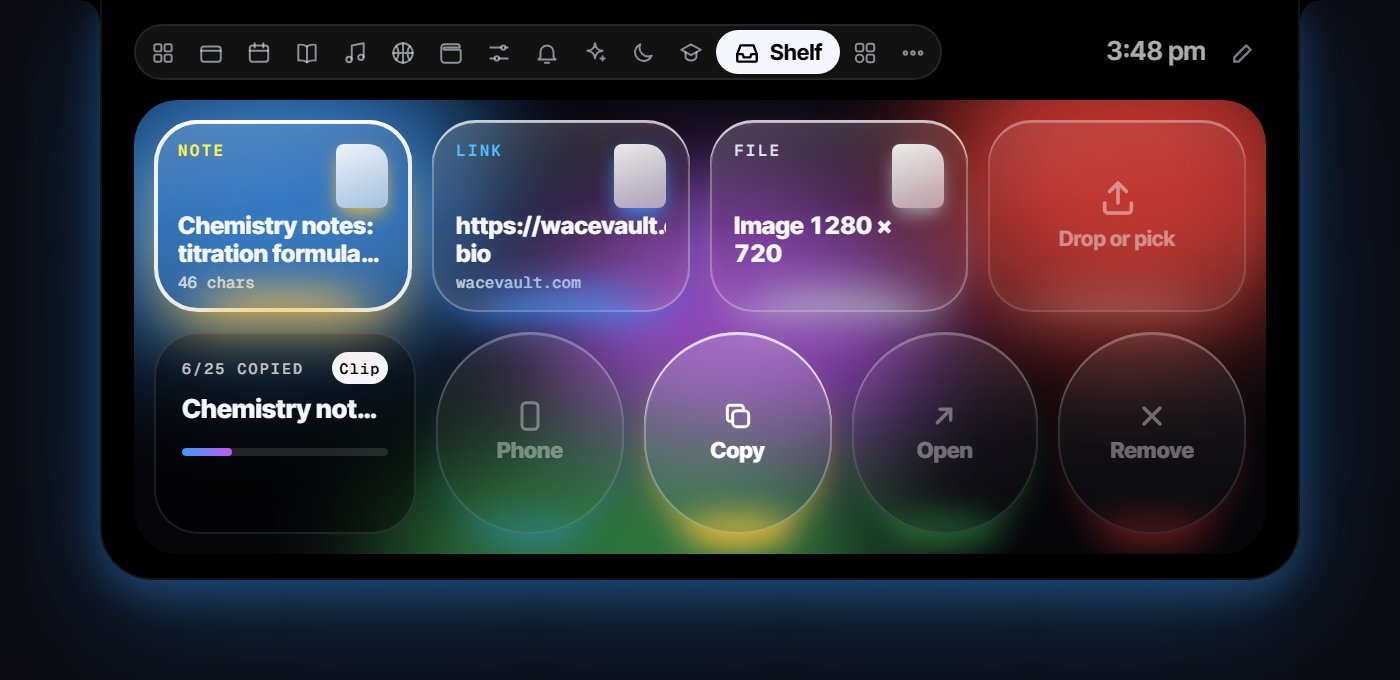 Shelf
3:48 pm
NOTE
Chemistry notes:
titration formula...
46 chars
LINK
https://wacevault.
bio
wacevault.com
FILE
Image 1280 ×
720
Drop or pick
6/25 COPIED
Clip
Chemistry not...
Phone
Copy
Open
Remove